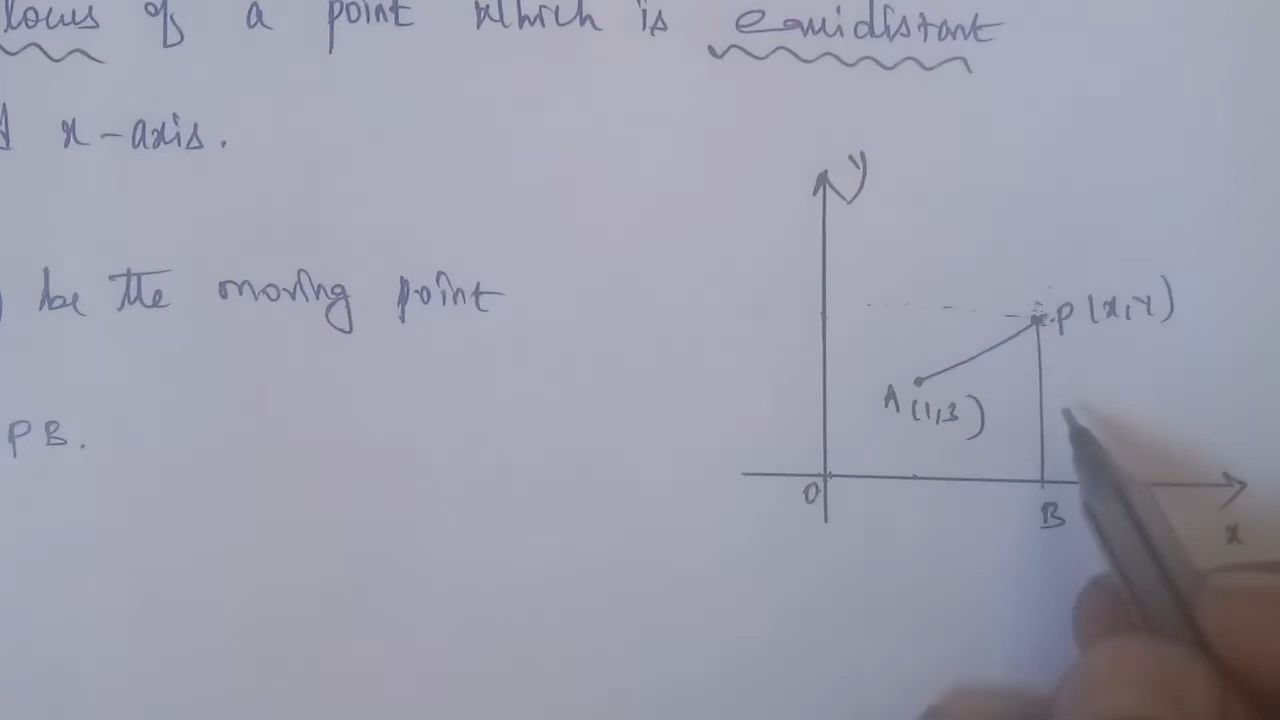 locus of a point which is equidistant
x-axis.
be the moving point
PB.
y
P(x,y)
A(1,3)
O
B
x